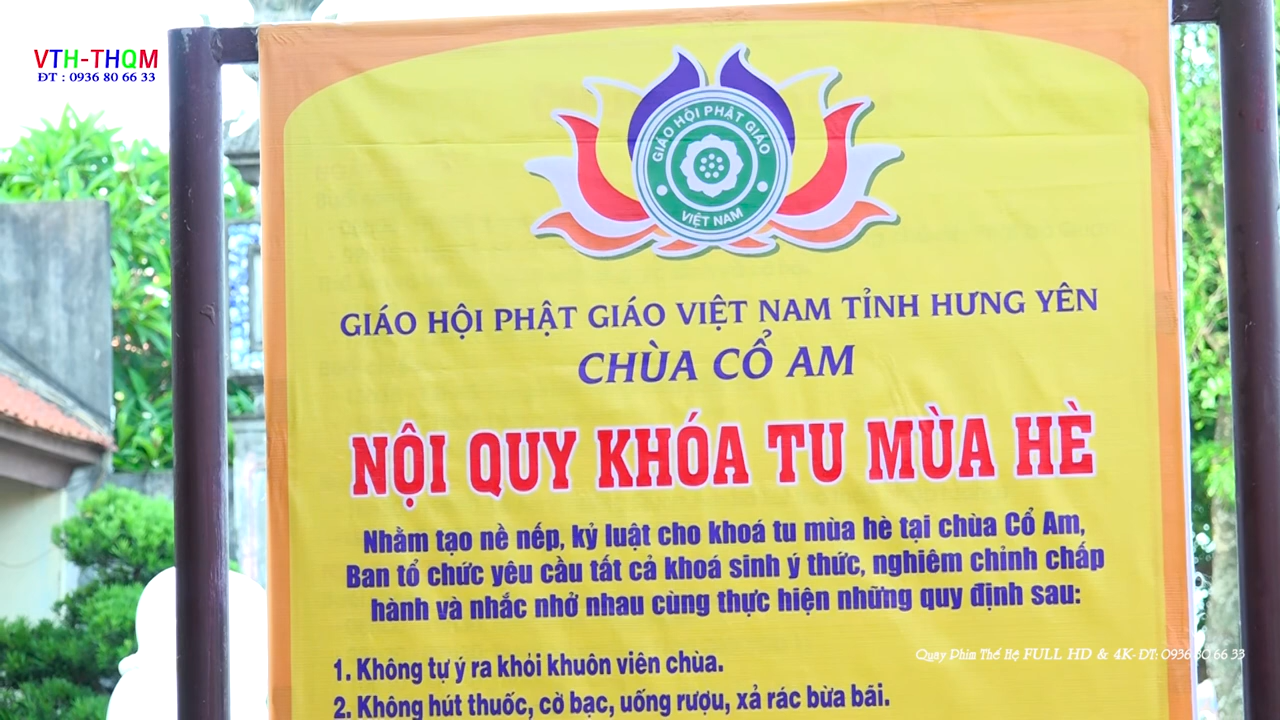 VTH-THQM
ĐT : 0936 80 66 33
GIÁO HỘI PHẬT GIÁO
VIỆT NAM
GIÁO HỘI PHẬT GIÁO VIỆT NAM TỈNH HƯNG YÊN
CHÙA CỔ AM
NỘI QUY KHÓA TU MÙA HÈ
Nhằm tạo nề nếp, kỷ luật cho khoá tu mùa hè tại chùa Cổ Am,
Ban tổ chức yêu cầu tất cả khoá sinh ý thức, nghiêm chỉnh chấp
hành và nhắc nhở nhau cùng thực hiện những quy định sau:
1. Không tự ý ra khỏi khuôn viên chùa.
2. Không hút thuốc, cờ bạc, uống rượu, xả rác bừa bãi.
Quay Phim Thế Hệ FULL HD & 4K- ĐT: 0936 80 66 33